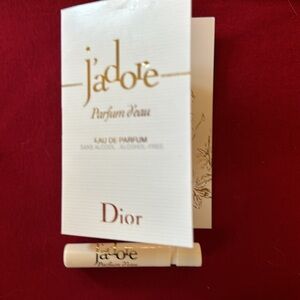 j'adore
Parfum d'eau
EAU DE PARFUM
SANS ALCOOL - ALCOHOL-FREE
Dior
j'adore
Parfum d'eau